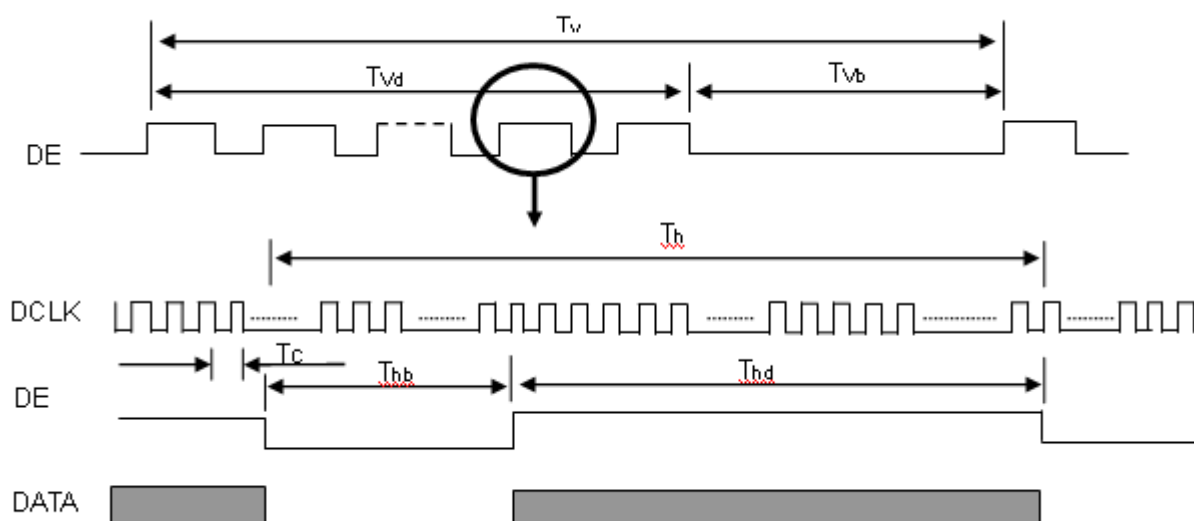 Tv
Tvd
Tvb
DE
Th
DCLK
Tc
Thb
Thd
DE
DATA